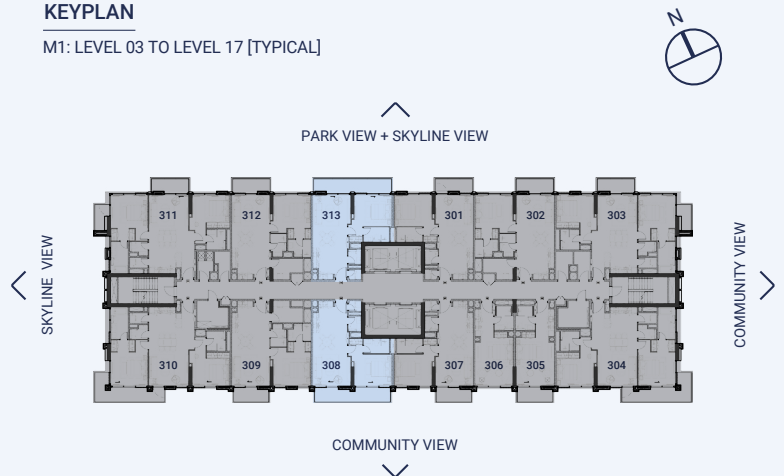 KEYPLAN
M1: LEVEL 03 TO LEVEL 17 [TYPICAL]
N
PARK VIEW + SKYLINE VIEW
311 312 313 301 302 303
SKYLINE VIEW
COMMUNITY VIEW
310 309 308 307 306 305 304
COMMUNITY VIEW